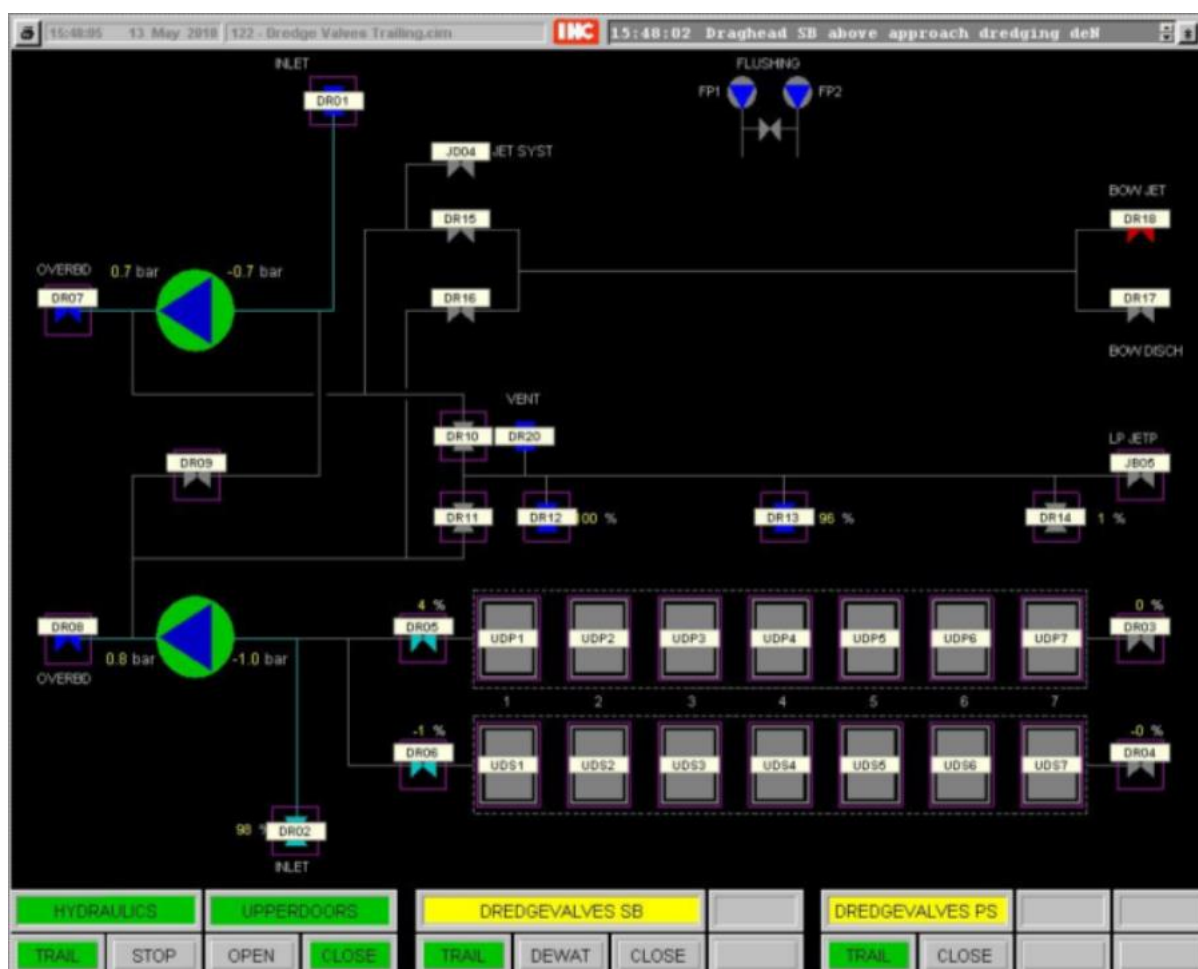 15:48:05 13 May 2018 122 - Dredge Valves Trailing.cim IHC 15:48:02 Draghead SB above approach dredging deN
INLET
DR01
FLUSHING
FP1 FP2
JD04 JET SYST
BOW JET
DR15
DR18
OVERBD 0.7 bar -0.7 bar
DR07
DR16
DR17
BOW DISCH
VENT
DR10 DR20
LP JETP
DR09
JB05
DR11 DR12 100 % DR13 96 % DR14 1 %
4 %
0 %
DR08
DR05
UDP1 UDP2 UDP3 UDP4 UDP5 UDP6 UDP7
DR03
0.8 bar -1.0 bar
OVERBD
1 2 3 4 5 6 7
-1 %
-0 %
DR06
DR04
UDS1 UDS2 UDS3 UDS4 UDS5 UDS6 UDS7
98 % DR02
INLET
HYDRAULICS UPPERDOORS DREDGEVALVES SB DREDGEVALVES PS
TRAIL STOP OPEN CLOSE TRAIL DEWAT CLOSE TRAIL CLOSE